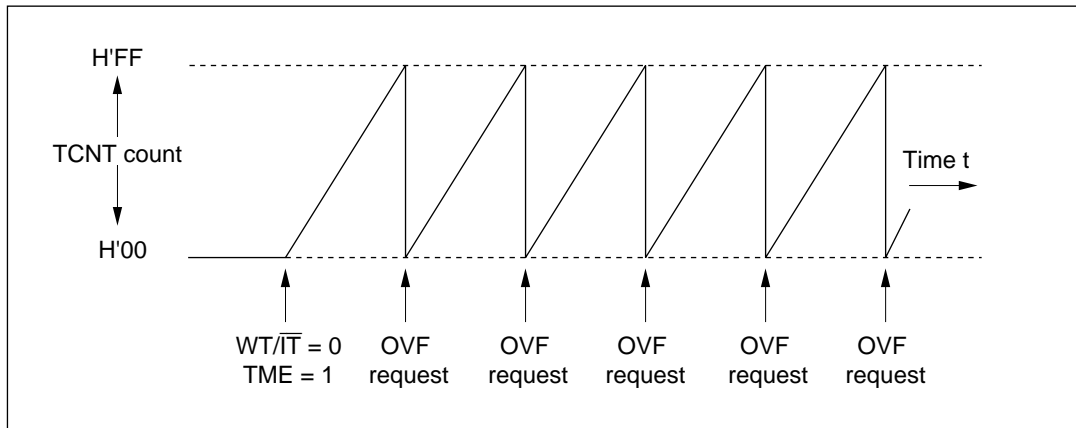 H'FF
TCNT count
Time t
H'00
WT/I̅T̅ = 0
TME = 1
OVF
request
OVF
request
OVF
request
OVF
request
OVF
request